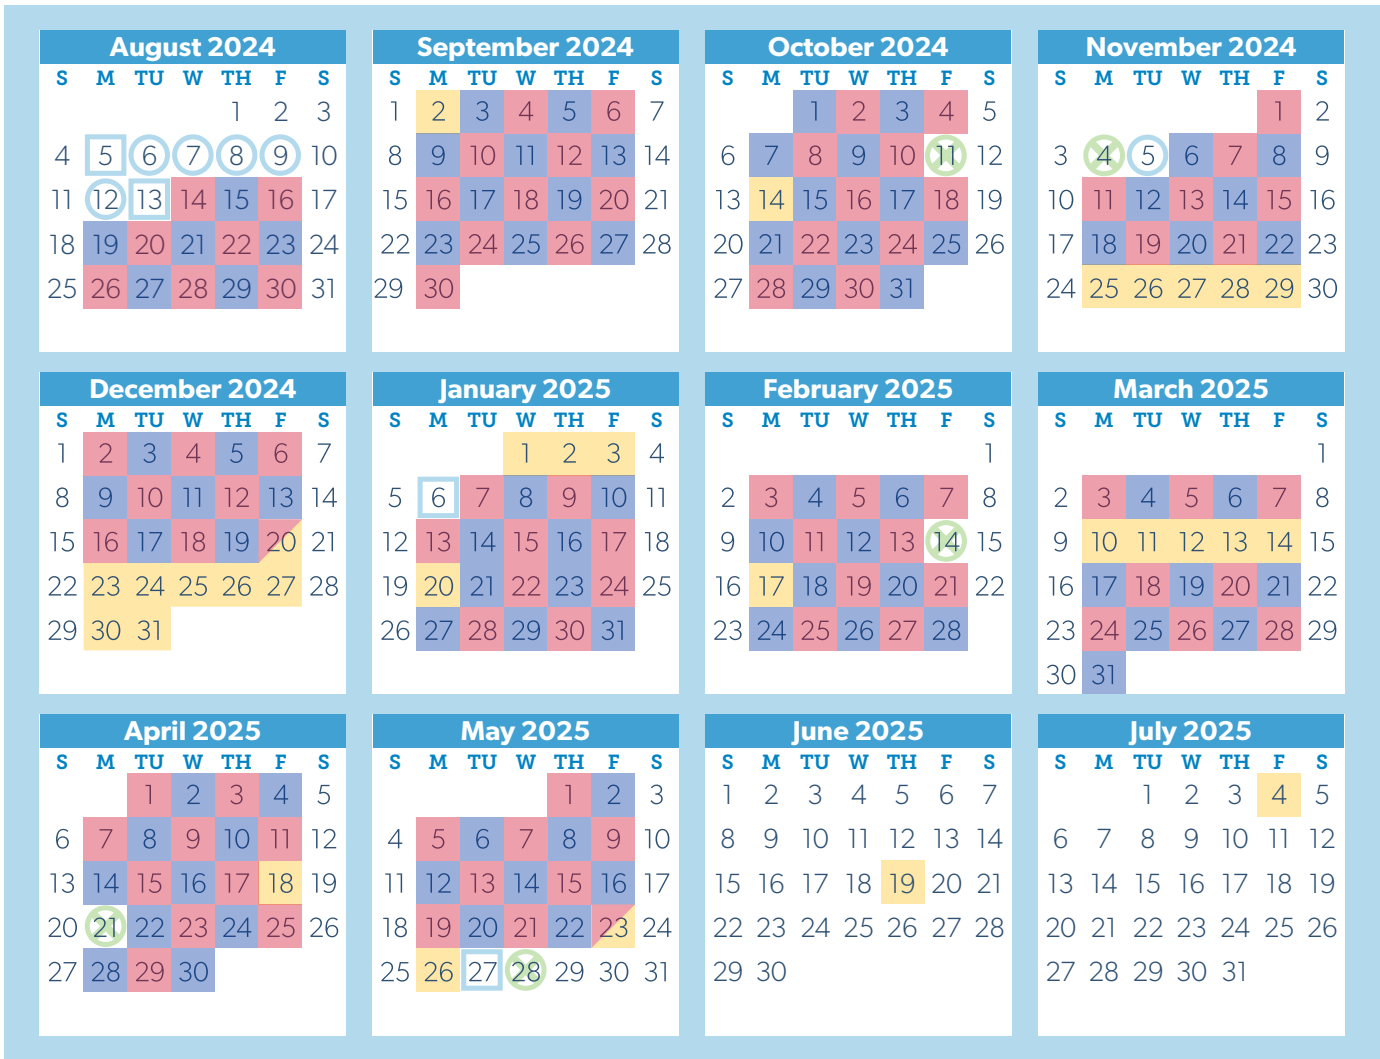 August 2024
S M TU W TH F S
1 2 3
4 5 6 7 8 9 10
11 12 13 14 15 16 17
18 19 20 21 22 23 24
25 26 27 28 29 30 31
September 2024
S M TU W TH F S
1 2 3 4 5 6 7
8 9 10 11 12 13 14
15 16 17 18 19 20 21
22 23 24 25 26 27 28
29 30
October 2024
S M TU W TH F S
1 2 3 4 5
6 7 8 9 10 11 12
13 14 15 16 17 18 19
20 21 22 23 24 25 26
27 28 29 30 31
November 2024
S M TU W TH F S
1 2
3 4 5 6 7 8 9
10 11 12 13 14 15 16
17 18 19 20 21 22 23
24 25 26 27 28 29 30
December 2024
S M TU W TH F S
1 2 3 4 5 6 7
8 9 10 11 12 13 14
15 16 17 18 19 20 21
22 23 24 25 26 27 28
29 30 31
January 2025
S M TU W TH F S
1 2 3 4
5 6 7 8 9 10 11
12 13 14 15 16 17 18
19 20 21 22 23 24 25
26 27 28 29 30 31
February 2025
S M TU W TH F S
1
2 3 4 5 6 7 8
9 10 11 12 13 14 15
16 17 18 19 20 21 22
23 24 25 26 27 28
March 2025
S M TU W TH F S
1
2 3 4 5 6 7 8
9 10 11 12 13 14 15
16 17 18 19 20 21 22
23 24 25 26 27 28 29
30 31
April 2025
S M TU W TH F S
1 2 3 4 5
6 7 8 9 10 11 12
13 14 15 16 17 18 19
20 21 22 23 24 25 26
27 28 29 30
May 2025
S M TU W TH F S
1 2 3
4 5 6 7 8 9 10
11 12 13 14 15 16 17
18 19 20 21 22 23 24
25 26 27 28 29 30 31
June 2025
S M TU W TH F S
1 2 3 4 5 6 7
8 9 10 11 12 13 14
15 16 17 18 19 20 21
22 23 24 25 26 27 28
29 30
July 2025
S M TU W TH F S
1 2 3 4 5
6 7 8 9 10 11 12
13 14 15 16 17 18 19
20 21 22 23 24 25 26
27 28 29 30 31